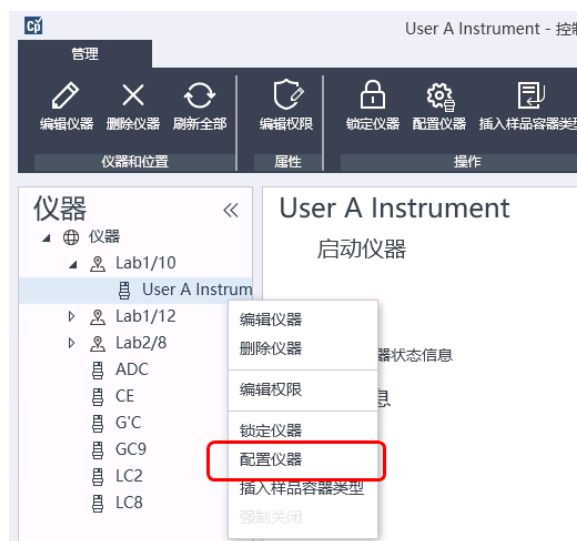 User A Instrument - 控
管理
编辑仪器 删除仪器 刷新全部 编辑权限 锁定仪器 配置仪器 插入样品容器类型
仪器和位置 属性 操作
仪器 «
User A Instrument
仪器
启动仪器
Lab1/10
User A Instrum
Lab1/12
编辑仪器
Lab2/8
删除仪器
器状态信息
ADC
编辑权限
CE
息
G'C
锁定仪器
GC9
配置仪器
LC2
插入样品容器类型
LC8
强制关闭